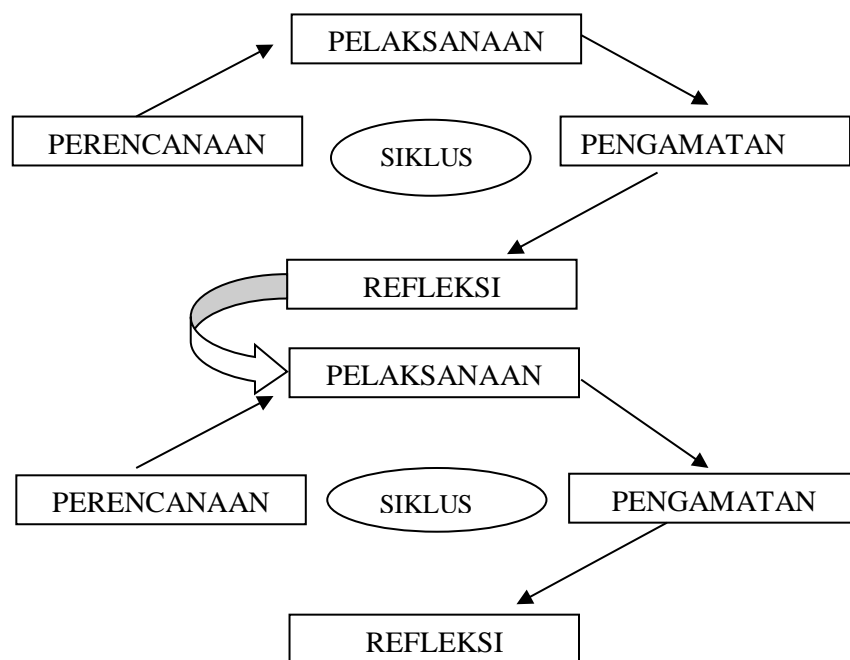 PELAKSANAAN
PERENCANAAN
SIKLUS
PENGAMATAN
REFLEKSI
PELAKSANAAN
PERENCANAAN
SIKLUS
PENGAMATAN
REFLEKSI